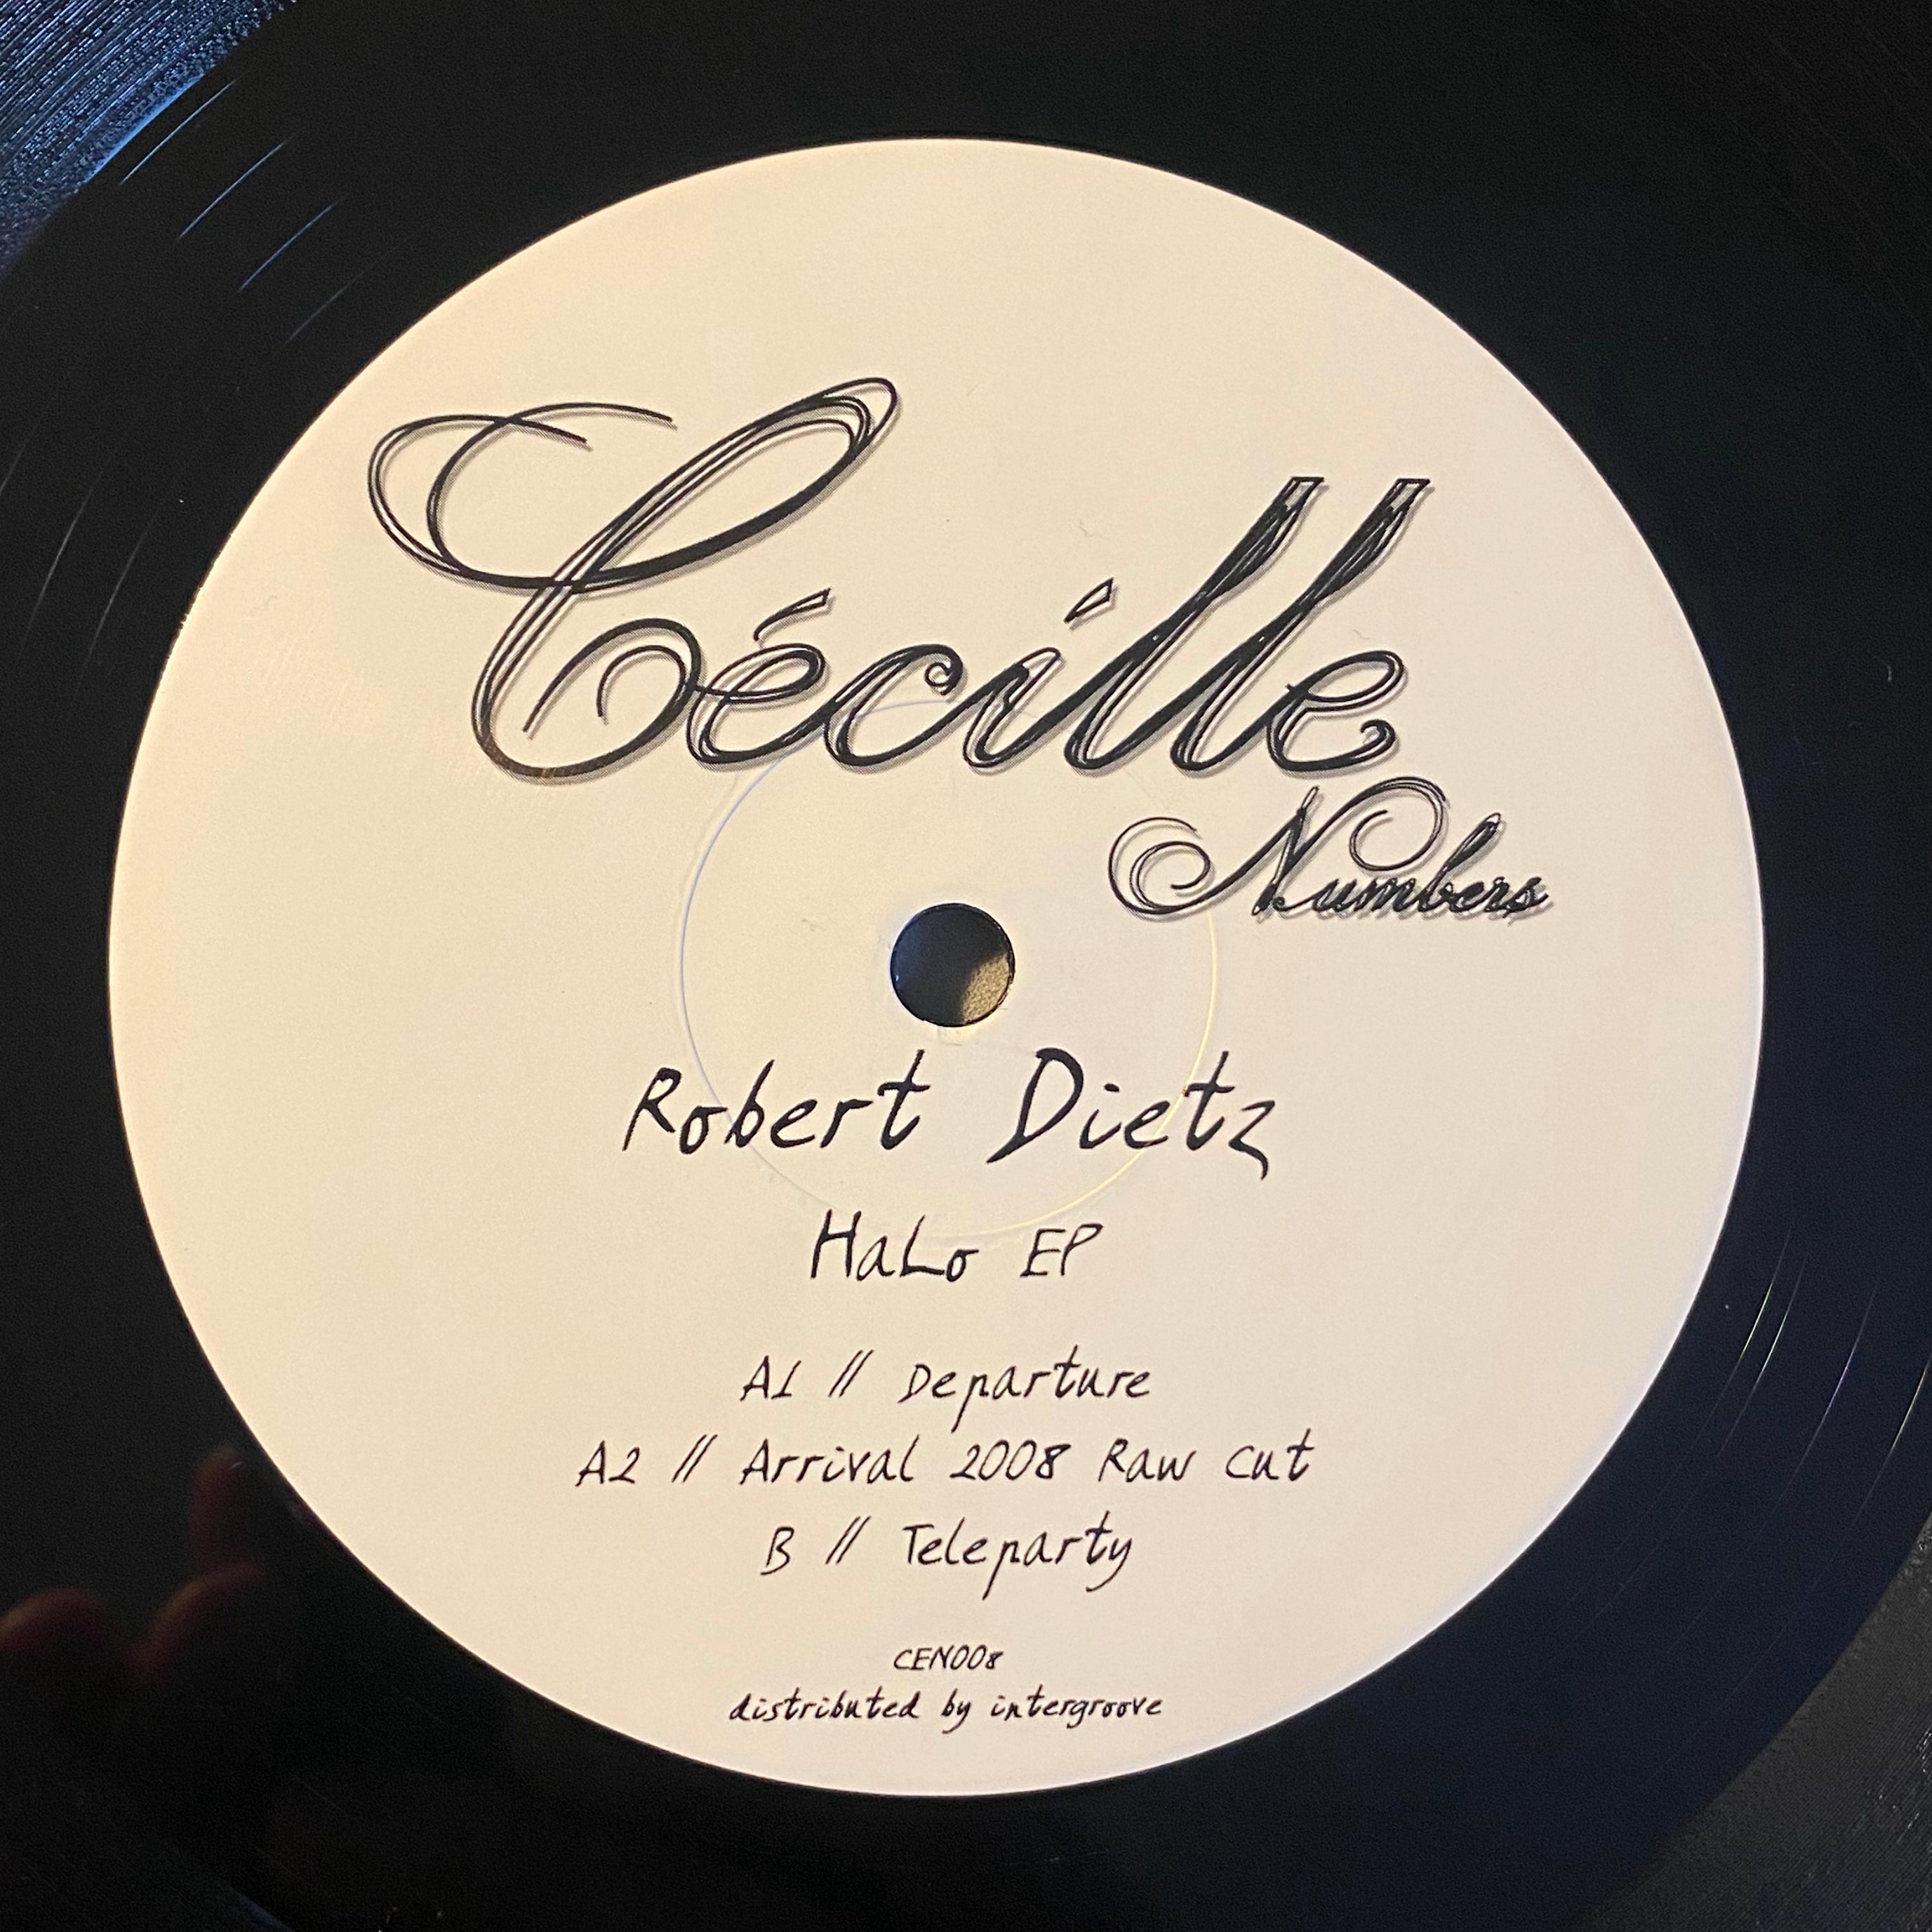 Cécille
Numbers
Robert Dietz
HaLo EP
A1 // Departure
A2 // Arrival 2008 Raw Cut
B // Teleparty
CEN008
distributed by intergroove